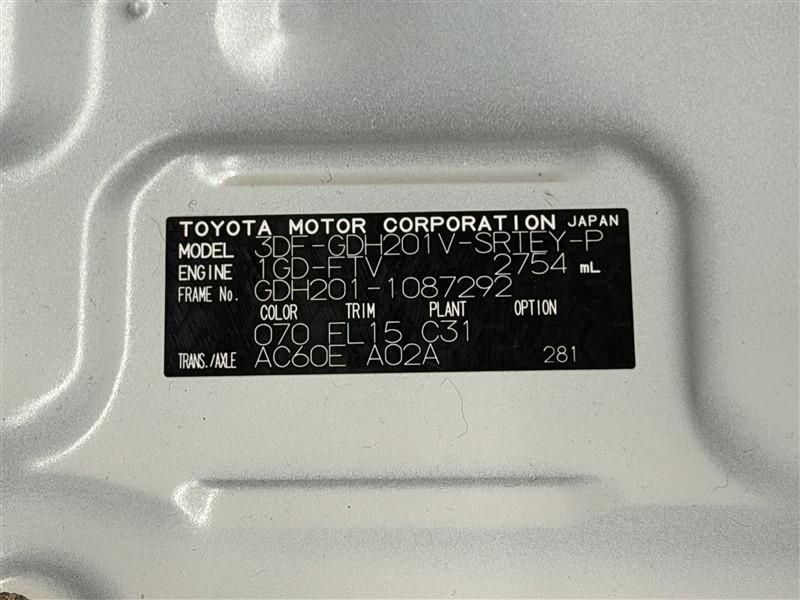 TOYOTA MOTOR CORPORATION JAPAN
MODEL 3DF-GDH201V-SRTEY-P
ENGINE 1GD-FTV 2754 mL
FRAME No. GDH201-1087292
COLOR TRIM PLANT OPTION
070 FL15 C31
TRANS./AXLE AC60E A02A 281